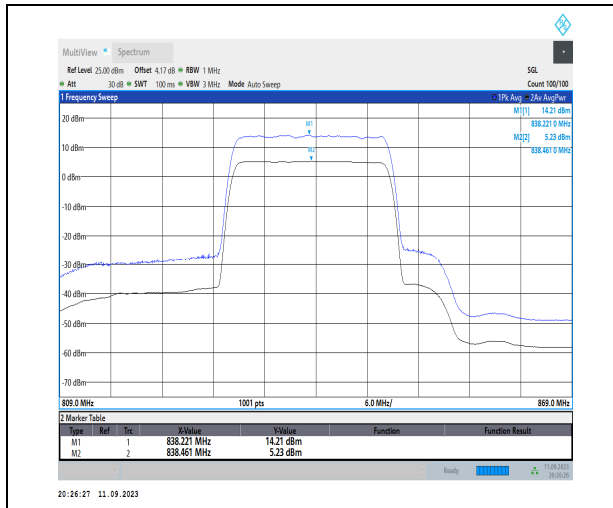 MultiView Spectrum
Ref Level 25.00 dBm Offset 4.17 dB RBW 1 MHz SGL
Att 30 dB SWT 100 ms VBW 3 MHz Mode Auto Sweep Count 100/100
1 Frequency Sweep 1Pk Avg 2Av AvgPwr
M1[1] 14.21 dBm
838.221 0 MHz
M2[2] 5.23 dBm
838.461 0 MHz
20 dBm
M1
10 dBm
M2
0 dBm
-10 dBm
-20 dBm
-30 dBm
-40 dBm
-50 dBm
-60 dBm
-70 dBm
809.0 MHz 1001 pts 6.0 MHz/ 869.0 MHz
2 Marker Table
Type Ref Trc X-Value Y-Value Function Function Result
M1 1 838.221 MHz 14.21 dBm
M2 2 838.461 MHz 5.23 dBm
Ready 11.09.2023
20:26:26
20:26:27 11.09.2023